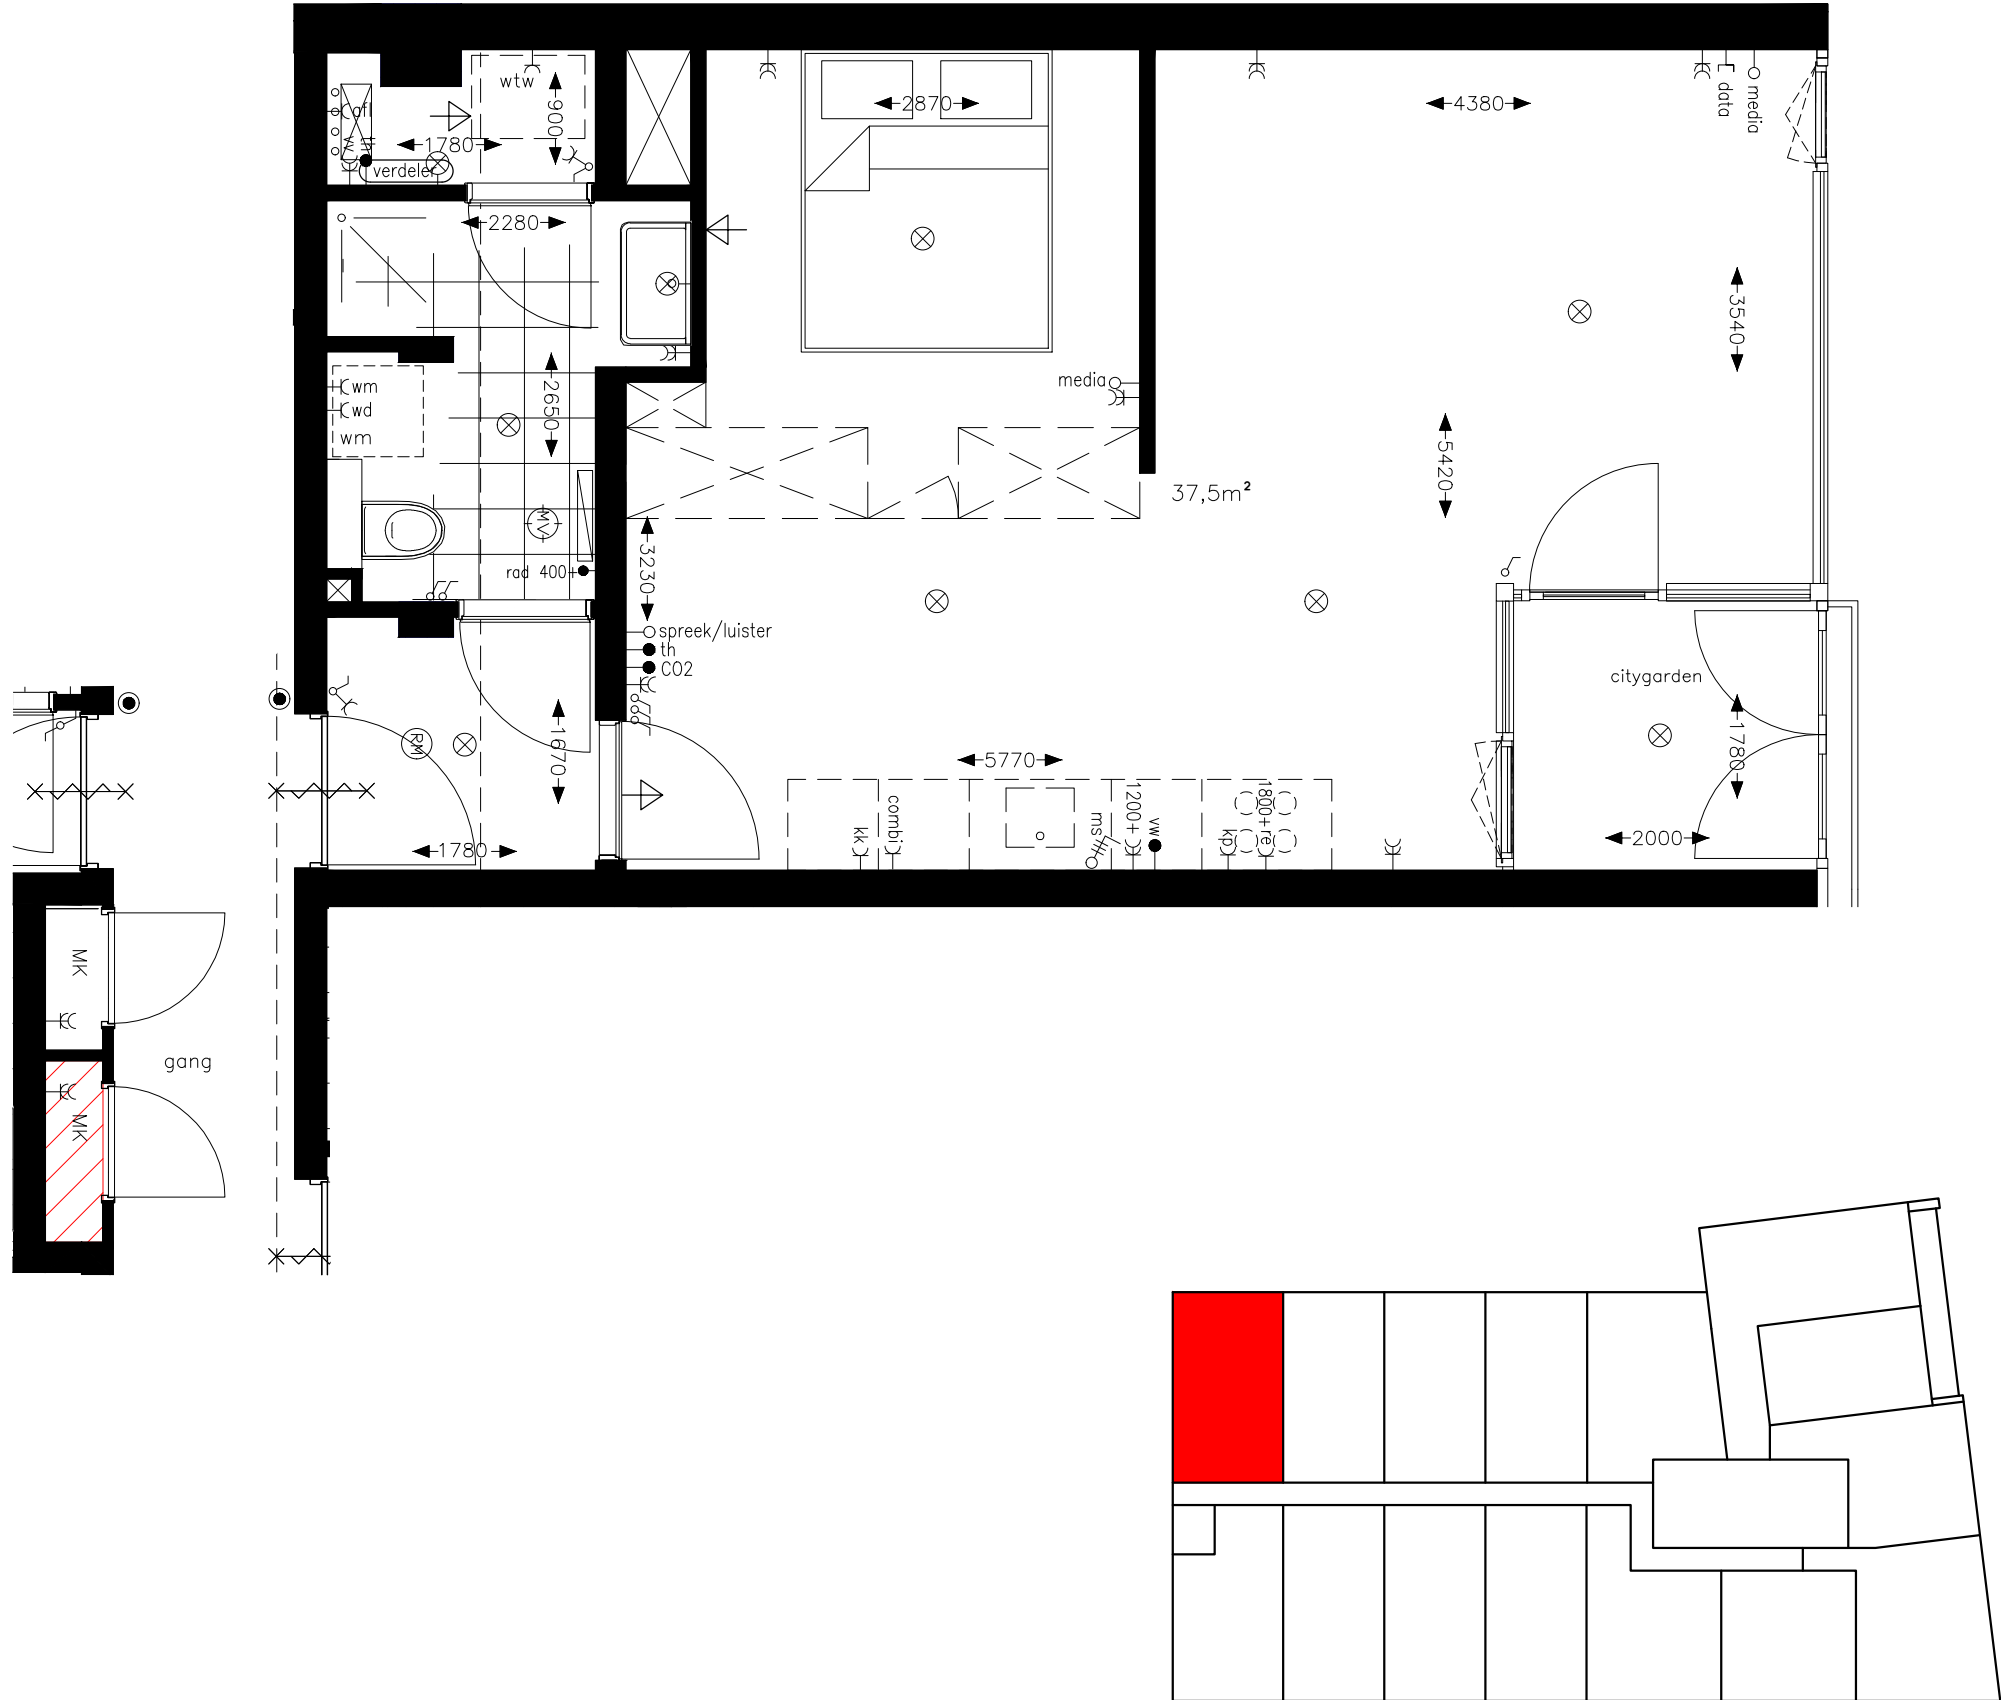 wtw
900
afl
1780
verdeler
2870
4380
data
media
2280
3540
media
wm
wd
wm
2650
5420
37,5m²
MV
rad 400+
3230
spreek/luister
th
CO2
citygarden
RM
1670
1780
5770
1780
kk
combi
ms
1200+
vw
kp
1800+re
2000
MK
gang
MK